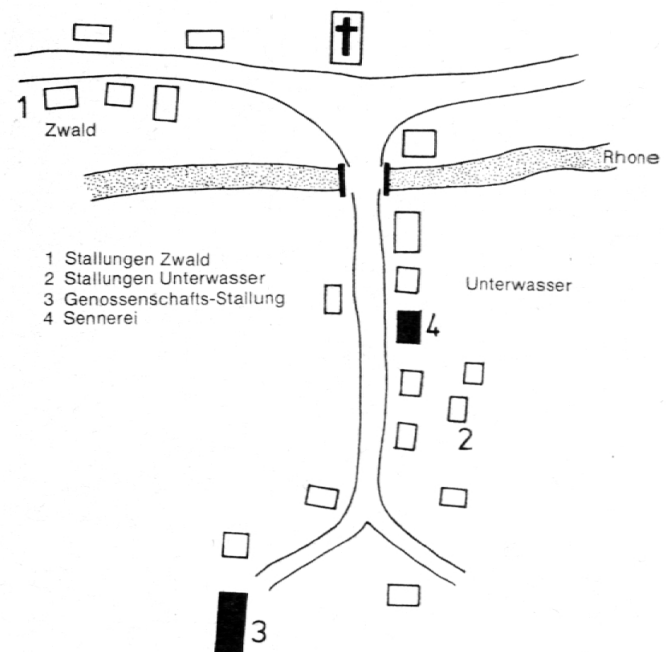 1
Zwald
Rhone
1 Stallungen Zwald
2 Stallungen Unterwasser
3 Genossenschafts-Stallung
4 Sennerei
Unterwasser
4
2
3